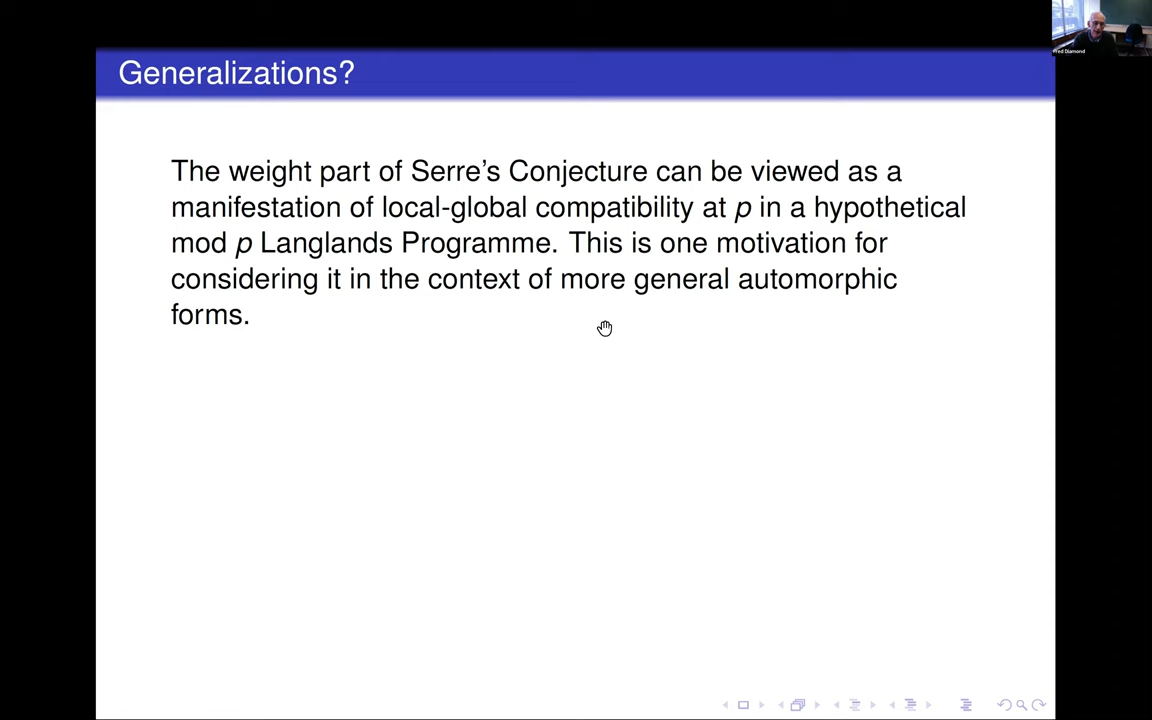 Generalizations?
Fred Diamond
The weight part of Serre's Conjecture can be viewed as a
manifestation of local-global compatibility at p in a hypothetical
mod p Langlands Programme. This is one motivation for
considering it in the context of more general automorphic
forms.